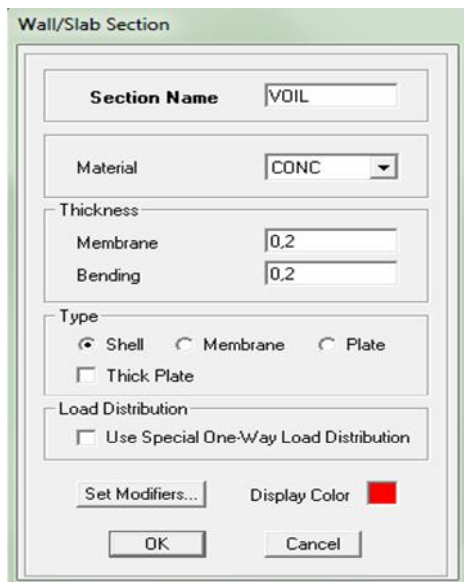 Wall/Slab Section
Section Name VOIL
Material CONC
Thickness
Membrane 0,2
Bending 0,2
Type
Shell Membrane Plate
Thick Plate
Load Distribution
Use Special One-Way Load Distribution
Set Modifiers... Display Color
OK Cancel